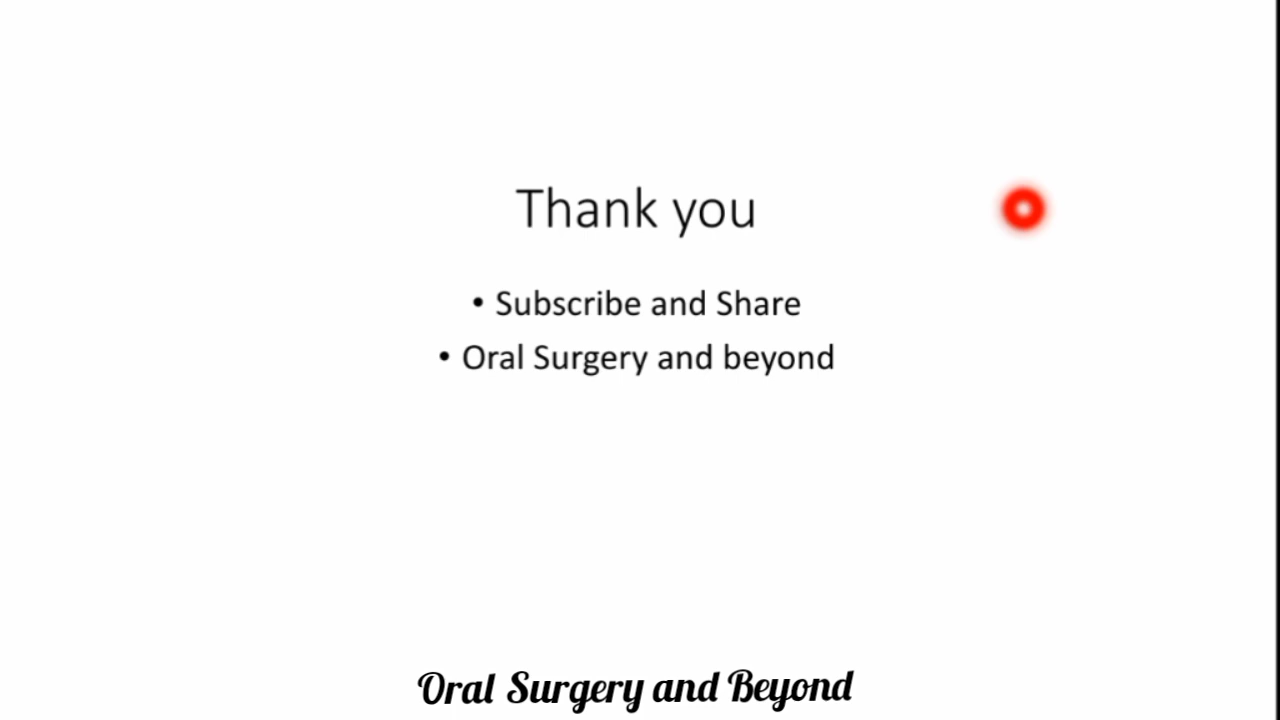 Thank you
• Subscribe and Share
• Oral Surgery and beyond
Oral Surgery and Beyond